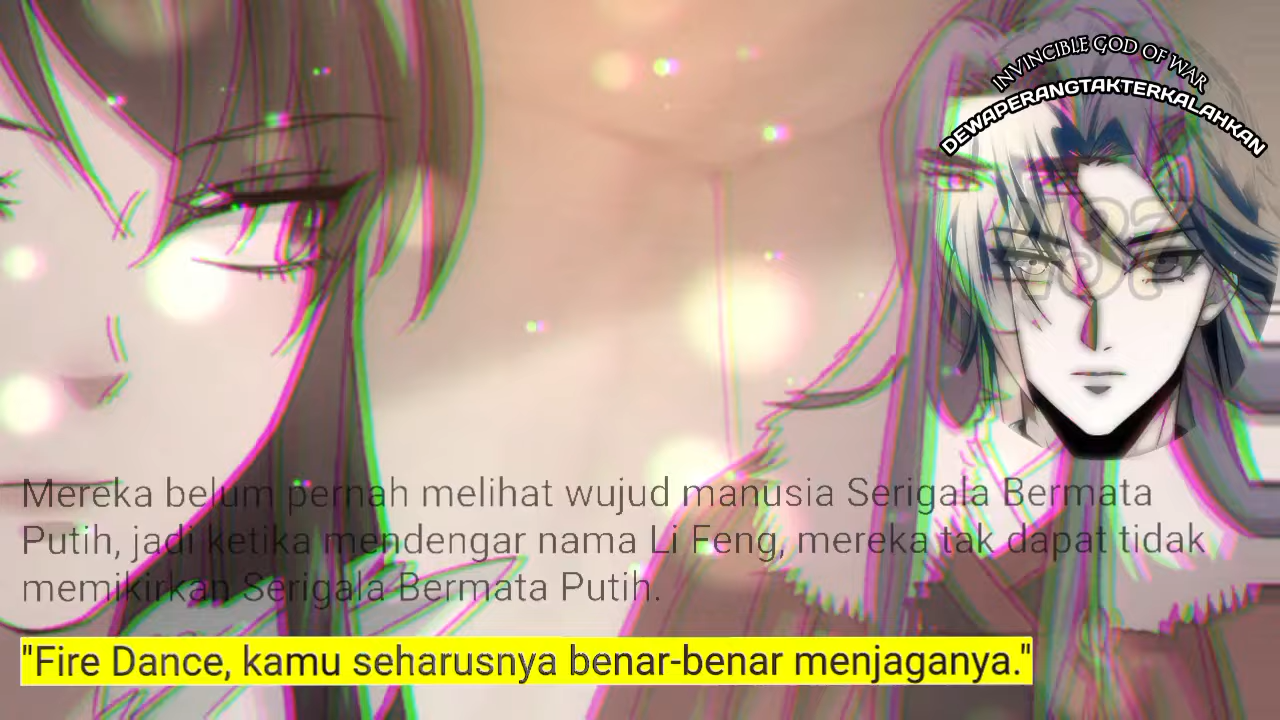 INVINCIBLE GOD OF WAR
DEWAPERANGTAKTERKALAHKAN
Mereka belum pernah melihat wujud manusia Serigala Bermata
Putih, jadi ketika mendengar nama Li Feng, mereka tak dapat tidak
memikirkan Serigala Bermata Putih.
"Fire Dance, kamu seharusnya benar-benar menjaganya."